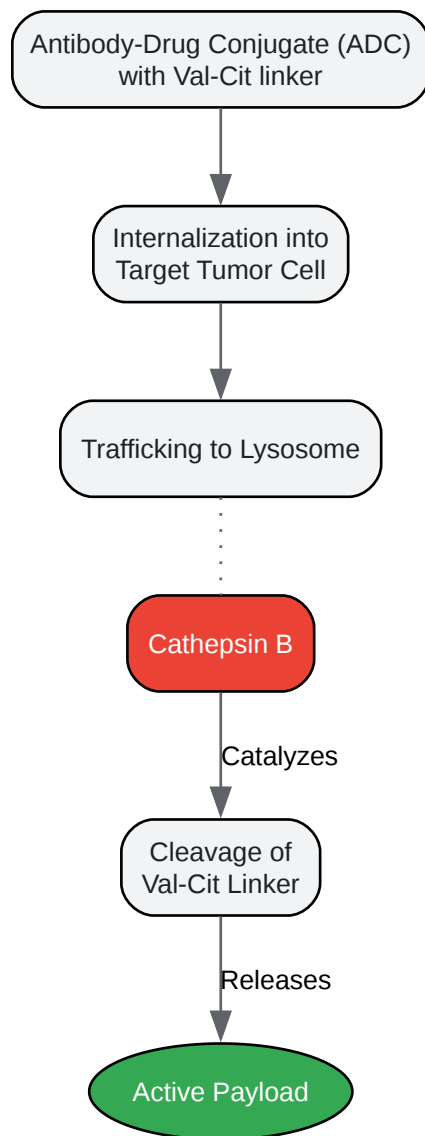 Antibody-Drug Conjugate (ADC)
with Val-Cit linker
Internalization into
Target Tumor Cell
Trafficking to Lysosome
Cathepsin B
Catalyzes
Cleavage of
Val-Cit Linker
Releases
Active Payload